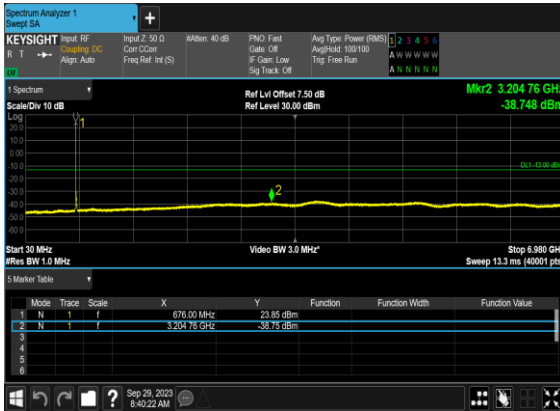 Spectrum Analyzer 1
Swept SA
+
KEYSIGHT Input: RF Input Z: 50 Ω #Atten: 40 dB PNO: Fast Avg Type: Power (RMS) 1 2 3 4 5 6
R T Coupling: DC Corr CCorr Gate: Off Avg|Hold: 100/100 A W W W W W
Align: Auto Freq Ref: Int (S) IF Gain: Low Trig: Free Run
Sig Track: Off A N N N N N
1 Spectrum
Scale/Div 10 dB
Ref Lvl Offset 7.50 dB
Ref Level 30.00 dBm
Mkr2 3.204 76 GHz
-38.748 dBm
Log
1
20.0
10.0
0.00
-10.0
DL1 -13.00 dBm
-20.0
-30.0
2
-40.0
-50.0
-60.0
Start 30 MHz Video BW 3.0 MHz* Stop 6.980 GHz
#Res BW 1.0 MHz Sweep 13.3 ms (40001 pts)
5 Marker Table
Mode Trace Scale X Y Function Function Width Function Value
1 N 1 f 676.00 MHz 23.85 dBm
2 N 1 f 3.204 76 GHz -38.75 dBm
3
4
5
6
?
Sep 29, 2023
8:40:22 AM